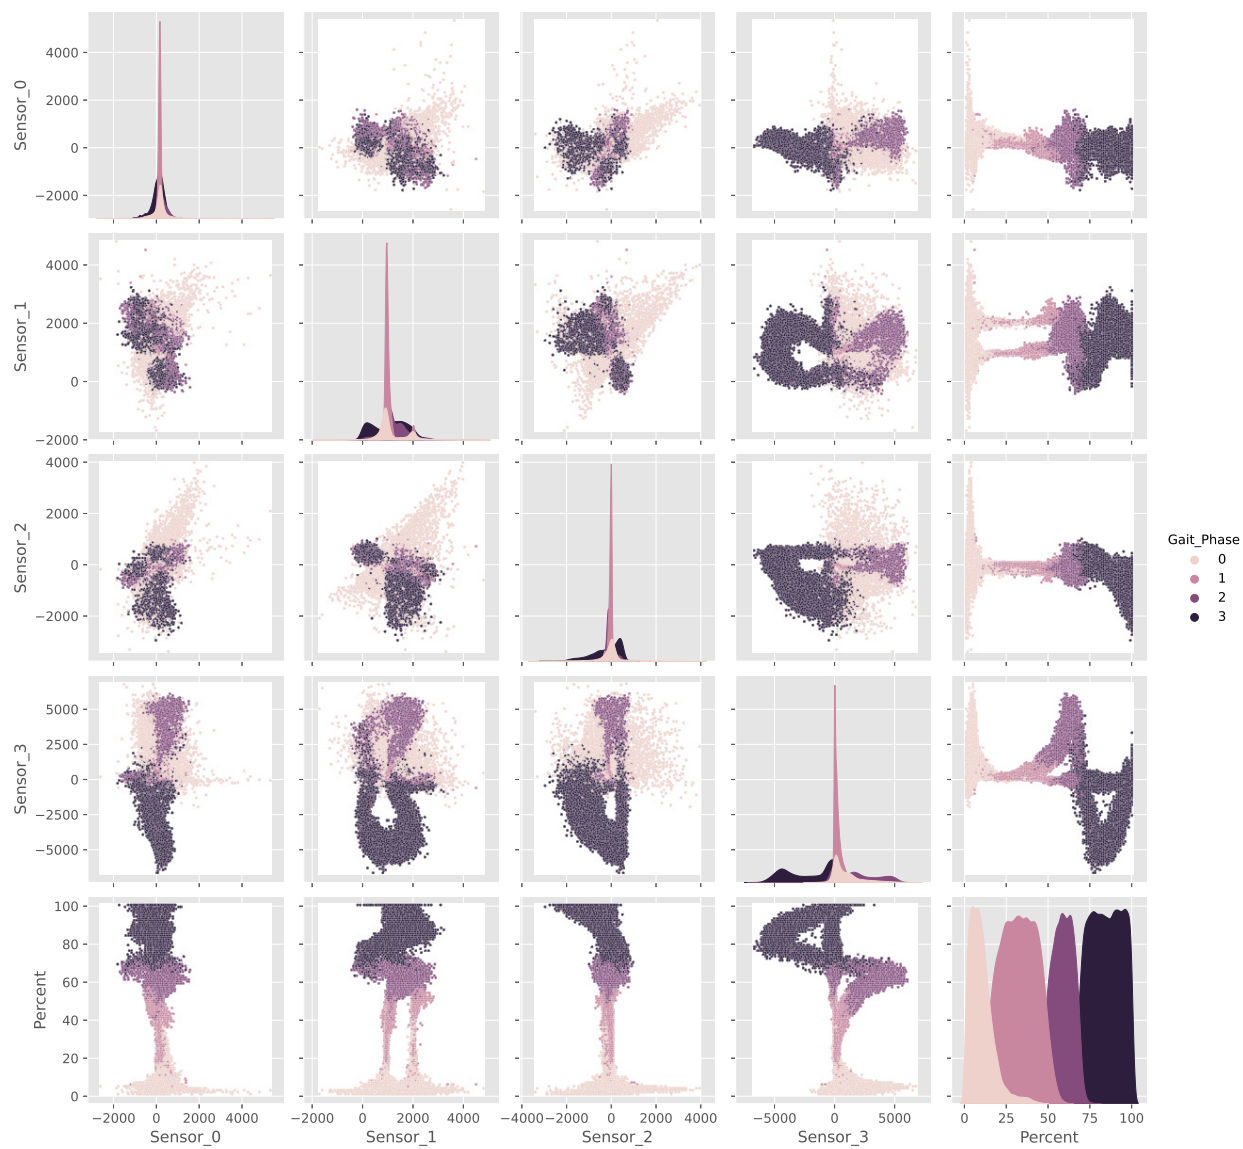 4000
2000
0
−2000
Sensor_0
4000
2000
0
−2000
Sensor_1
4000
2000
0
−2000
Sensor_2
Gait_Phase
0
1
2
3
5000
2500
0
−2500
−5000
Sensor_3
100
80
60
40
20
0
Percent
−2000 0 2000 4000
−2000 0 2000 4000
−4000 −2000 0 2000 4000
−5000 0 5000
0 25 50 75 100
Sensor_0 Sensor_1 Sensor_2 Sensor_3 Percent